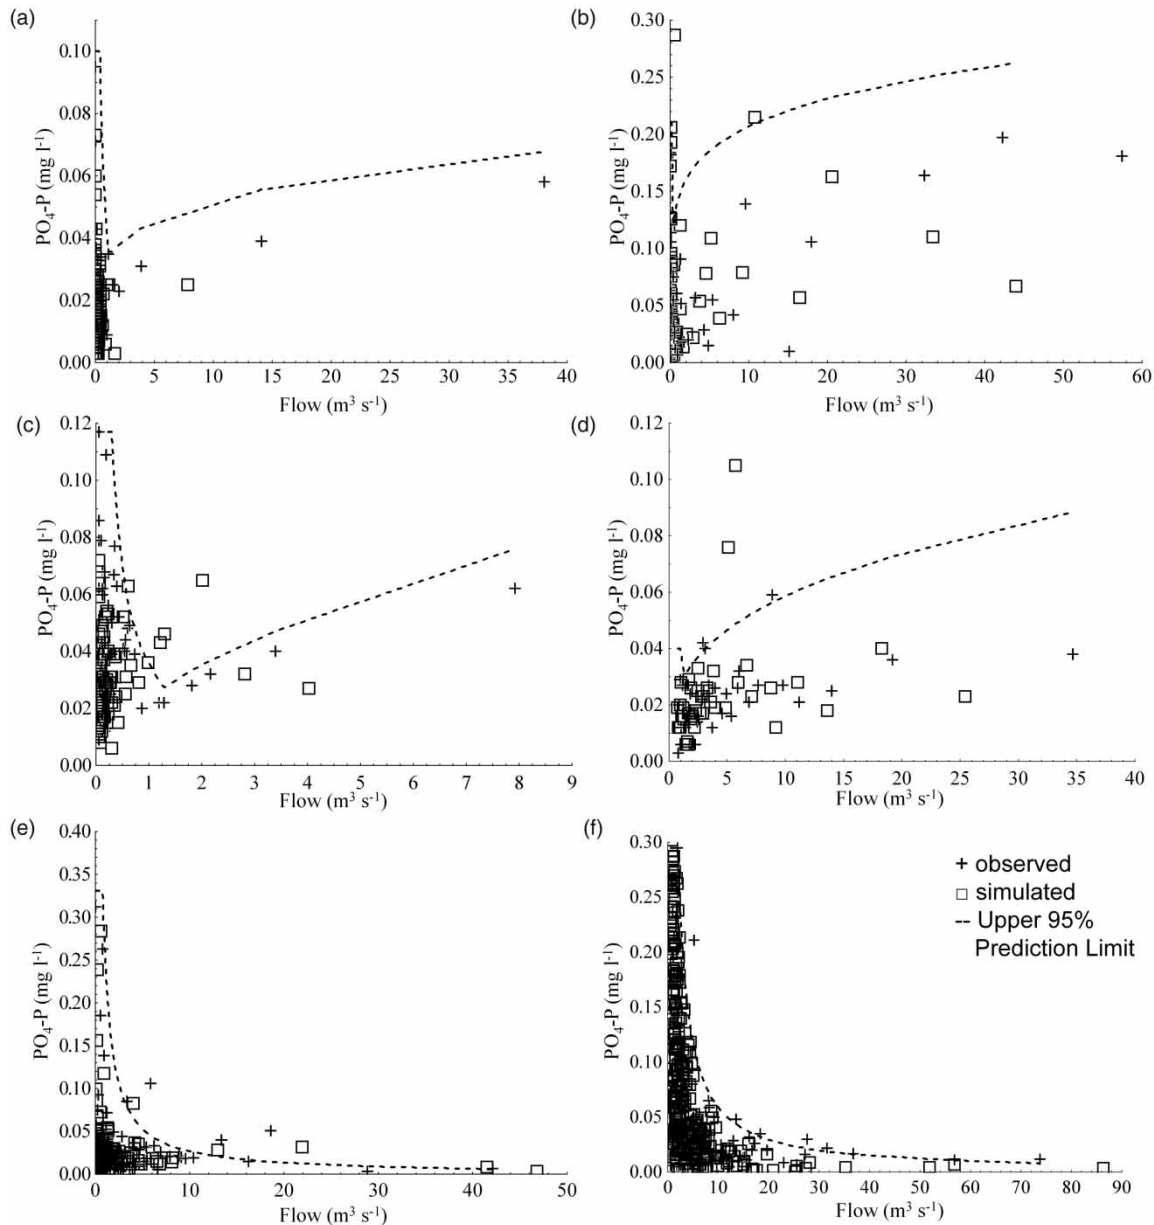 (a)
PO₄-P (mg l⁻¹)
0.10
0.08
0.06
0.04
0.02
0.00
0 5 10 15 20 25 30 35 40
Flow (m³ s⁻¹)
(b)
PO₄-P (mg l⁻¹)
0.30
0.25
0.20
0.15
0.10
0.05
0.00
0 10 20 30 40 50 60
Flow (m³ s⁻¹)
(c)
PO₄-P (mg l⁻¹)
0.12
0.10
0.08
0.06
0.04
0.02
0.00
0 1 2 3 4 5 6 7 8 9
Flow (m³ s⁻¹)
(d)
PO₄-P (mg l⁻¹)
0.12
0.10
0.08
0.06
0.04
0.02
0.00
0 5 10 15 20 25 30 35 40
Flow (m³ s⁻¹)
(e)
PO₄-P (mg l⁻¹)
0.40
0.35
0.30
0.25
0.20
0.15
0.10
0.05
0.00
0 10 20 30 40 50
Flow (m³ s⁻¹)
(f)
PO₄-P (mg l⁻¹)
0.30
0.25
0.20
0.15
0.10
0.05
0.00
0 10 20 30 40 50 60 70 80 90
Flow (m³ s⁻¹)
+ observed
□ simulated
-- Upper 95%
Prediction Limit